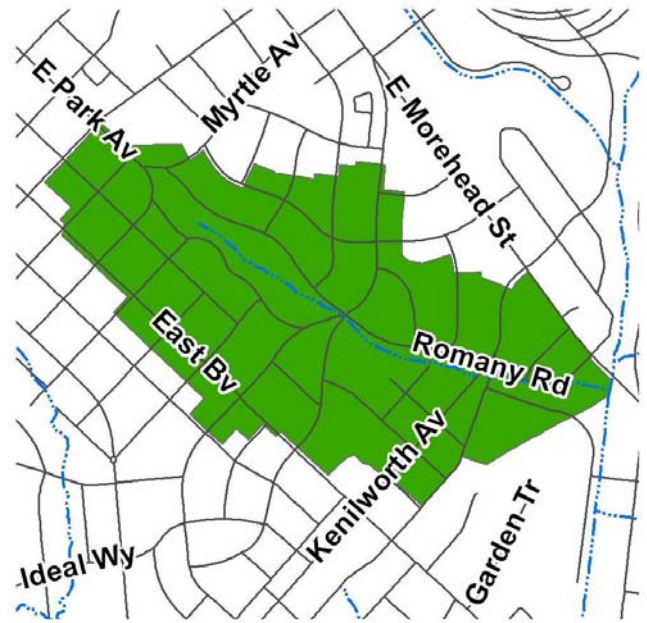 E Park Av
Myrtle Av
E Morehead St
East Bv
Romany Rd
Kenilworth Av
Garden Tr
Ideal Wy